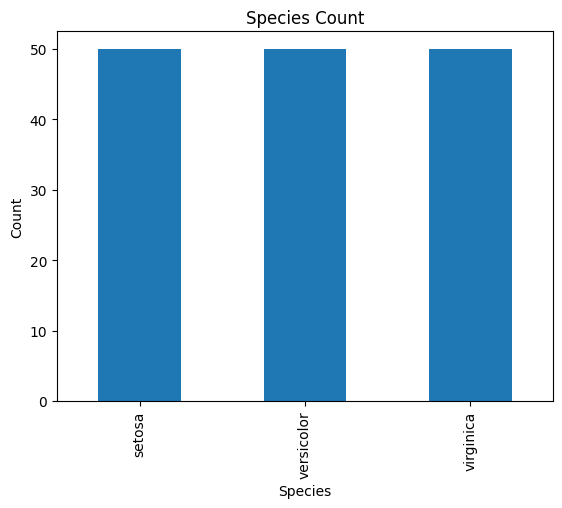 Species Count
Count
50
40
30
20
10
0
setosa
versicolor
virginica
Species